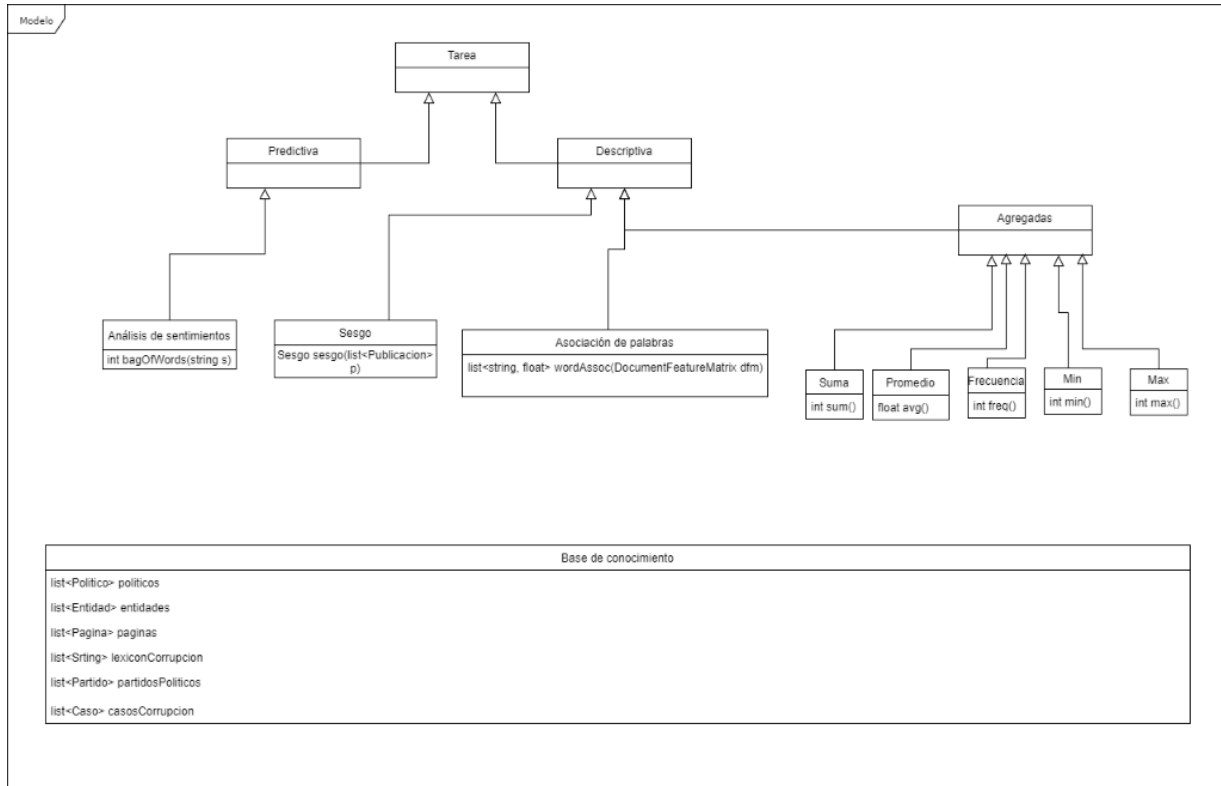 Modelo
Tarea
Predictiva
Descriptiva
Agregadas
Análisis de sentimientos
int bagOfWords(string s)
Sesgo
Sesgo sesgo(list<Publicacion>
p)
Asociación de palabras
list<string, float> wordAssoc(DocumentFeatureMatrix dfm)
Suma
int sum()
Promedio
float avg()
Frecuencia
int freq()
Min
int min()
Max
int max()
Base de conocimiento
list<Politico> politicos
list<Entidad> entidades
list<Pagina> paginas
list<Srting> lexiconCorrupcion
list<Partido> partidosPoliticos
list<Caso> casosCorrupcion